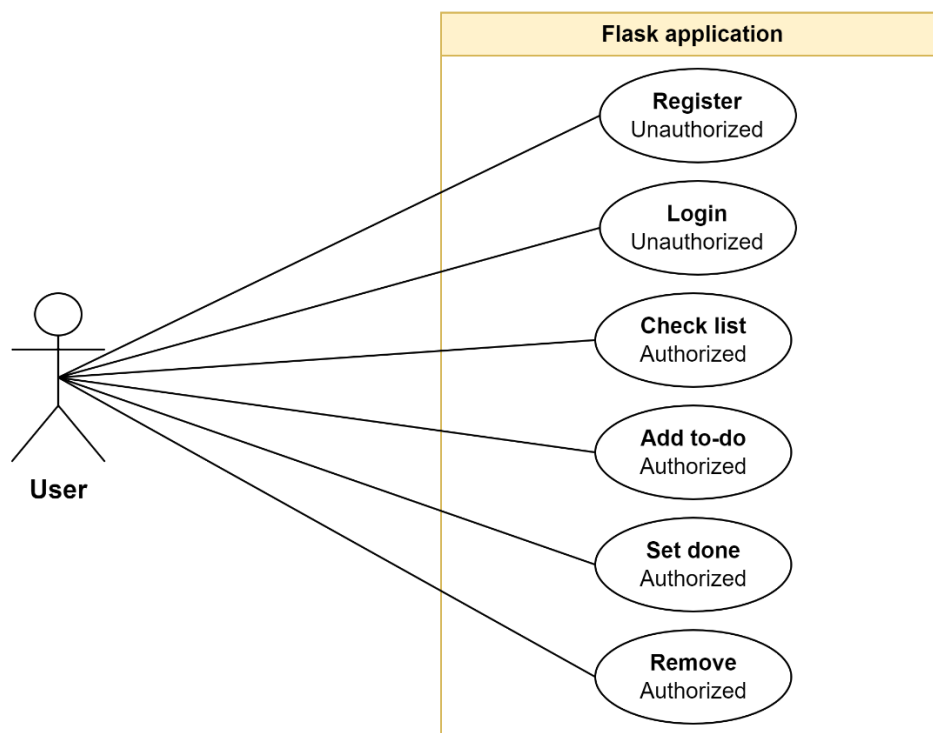 Flask application
Register
Unauthorized
Login
Unauthorized
Check list
Authorized
Add to-do
Authorized
Set done
Authorized
Remove
Authorized
User